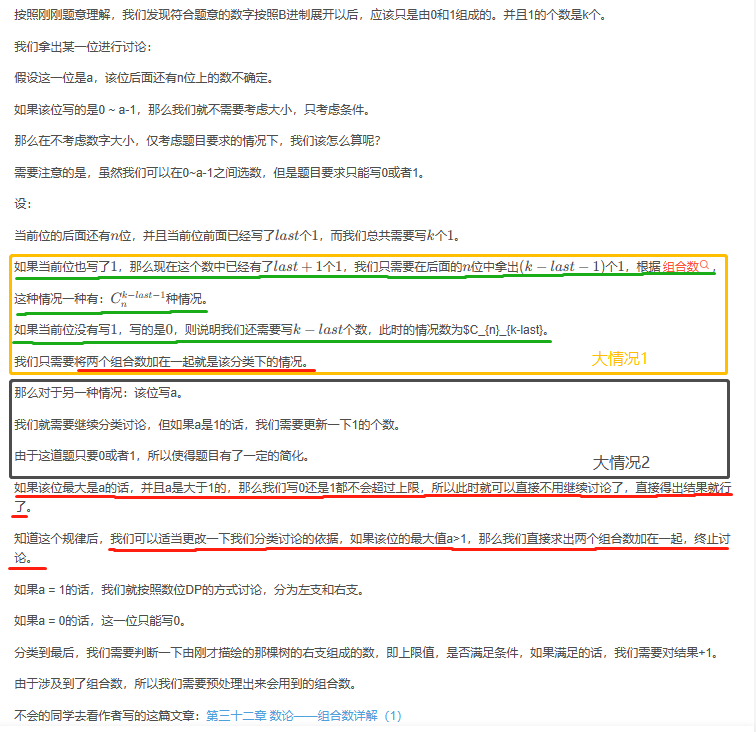 按照刚刚题意理解，我们发现符合题意的数字按照B进制展开以后，应该只是由0和1组成的。并且1的个数是k个。
我们拿出某一位进行讨论：
假设这一位是a，该位后面还有n位上的数不确定。
如果该位写的是0 ~ a-1，那么我们就不需要考虑大小，只考虑条件。
那么在不考虑数字大小，仅考虑题目要求的情况下，我们该怎么算呢？
需要注意的是，虽然我们可以在0~a-1之间选数，但是题目要求只能写0或者1。
设：
当前位的后面还有n位，并且当前位前面已经写了last个1，而我们总共需要写k个1。
如果当前位也写了1，那么现在这个数中已经有了last + 1个1，我们只需要在后面的n位中拿出(k − last − 1)个1，根据 组合数，
这种情况一种有：C_n^{k−last−1}种情况。
如果当前位没有写1，写的是0，则说明我们还需要写k − last个数，此时的情况数为$C_{n}_{k-last}。
我们只需要将两个组合数加在一起就是该分类下的情况。
大情况1
那么对于另一种情况：该位写a。
我们就需要继续分类讨论，但如果a是1的话，我们需要更新一下1的个数。
由于这道题只要0或者1，所以使得题目有了一定的简化。
大情况2
如果该位最大是a的话，并且a是大于1的，那么我们写0还是1都不会超过上限，所以此时就可以直接不用继续讨论了，直接得出结果就行
了。
知道这个规律后，我们可以适当更改一下我们分类讨论的依据，如果该位的最大值a>1，那么我们直接求出两个组合数加在一起，终止讨
论。
如果a = 1的话，我们就按照数位DP的方式讨论，分为左支和右支。
如果a = 0的话，这一位只能写0。
分类到最后，我们需要判断一下由刚才描绘的那棵树的右支组成的数，即上限值，是否满足条件，如果满足的话，我们需要对结果+1。
由于涉及到了组合数，所以我们需要预处理出来会用到的组合数。
不会的同学去看作者写的这篇文章：第三十二章 数论——组合数详解（1）